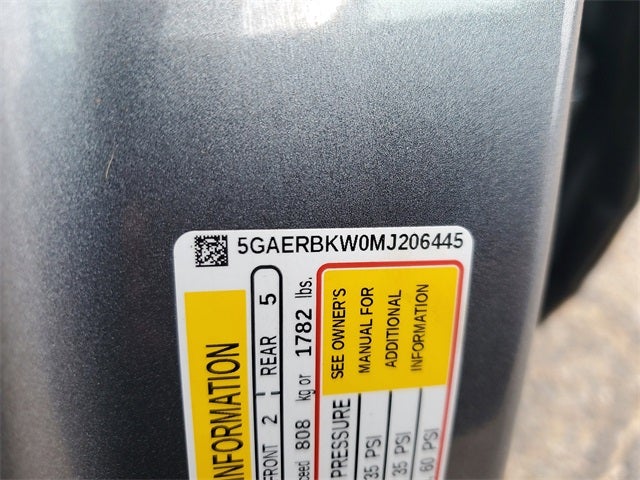 5GAERBKW0MJ206445
INFORMATION
FRONT 2 REAR 5
808 kg or 1782 lbs.
SEE OWNER'S
MANUAL FOR
ADDITIONAL
INFORMATION
PRESSURE
35 PSI
35 PSI
60 PSI